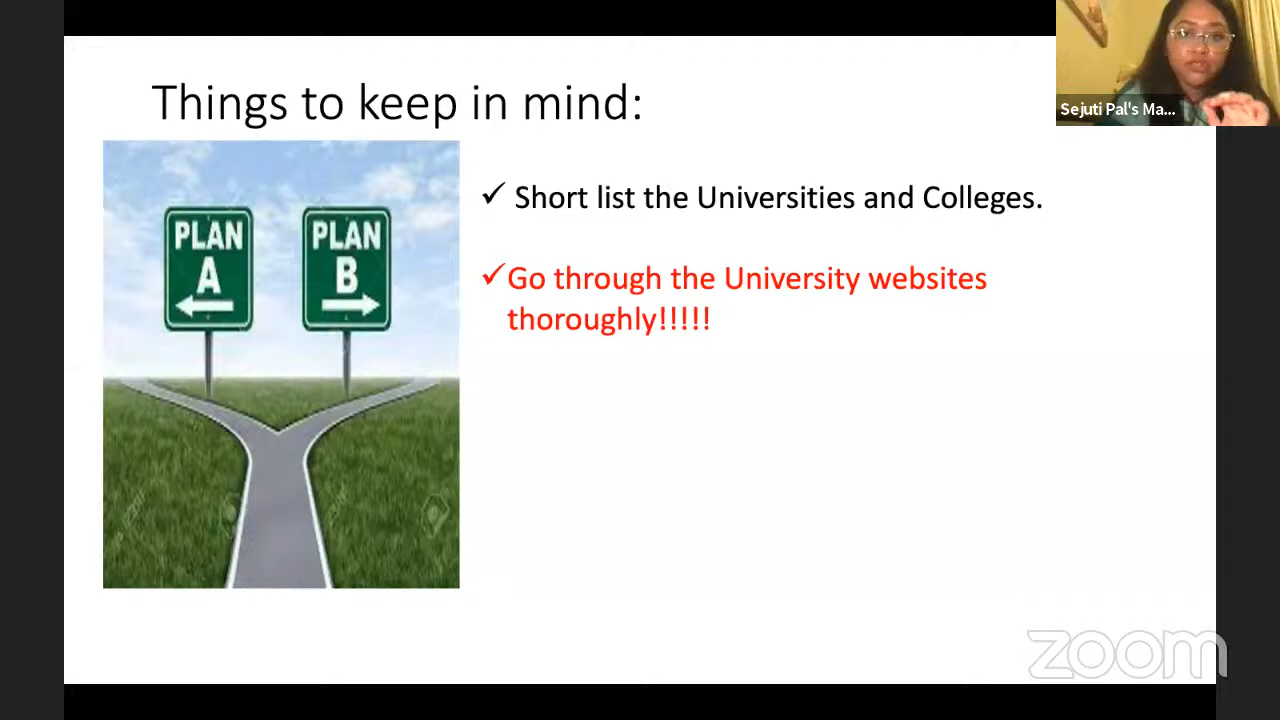 Things to keep in mind:
Sejuti Pal's Ma...
PLAN
A
PLAN
B
✓ Short list the Universities and Colleges.
✓ Go through the University websites
thoroughly!!!!!
zoom